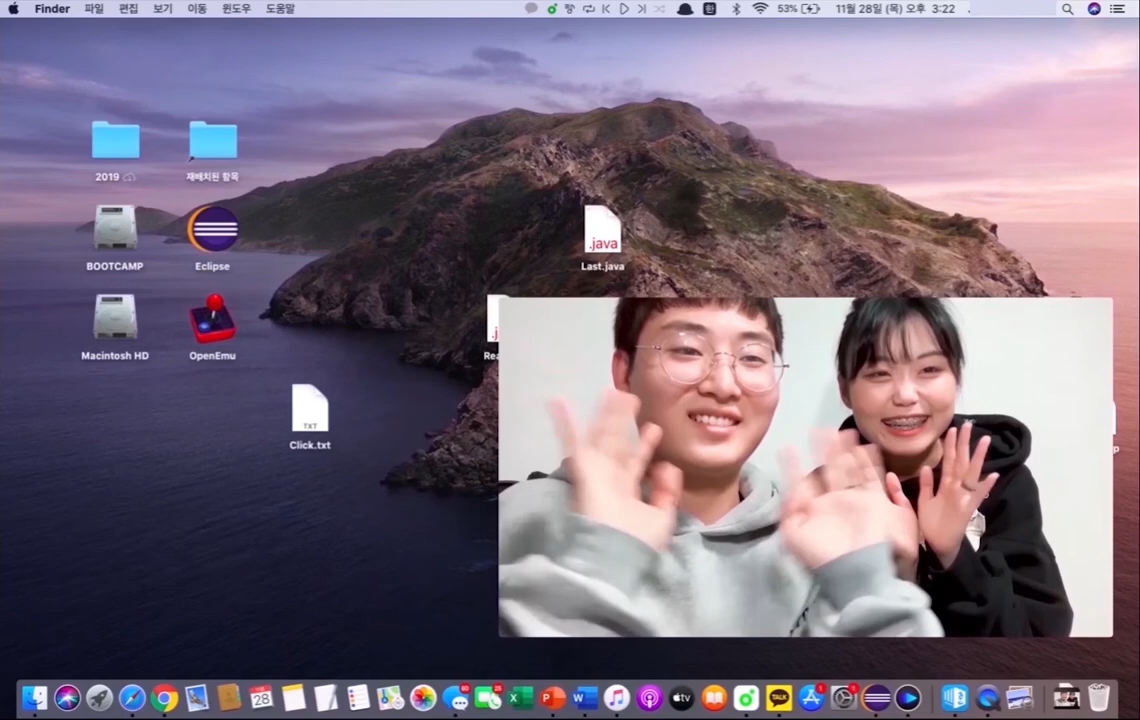 Finder 파일 편집 보기 이동 윈도우 도움말 53% 11월 28일 (목) 오후 3:22
2019 재배치된 항목
BOOTCAMP Eclipse
.java
Last.java
Macintosh HD OpenEmu
Rea
TXT
Click.txt
28 80 W TALK